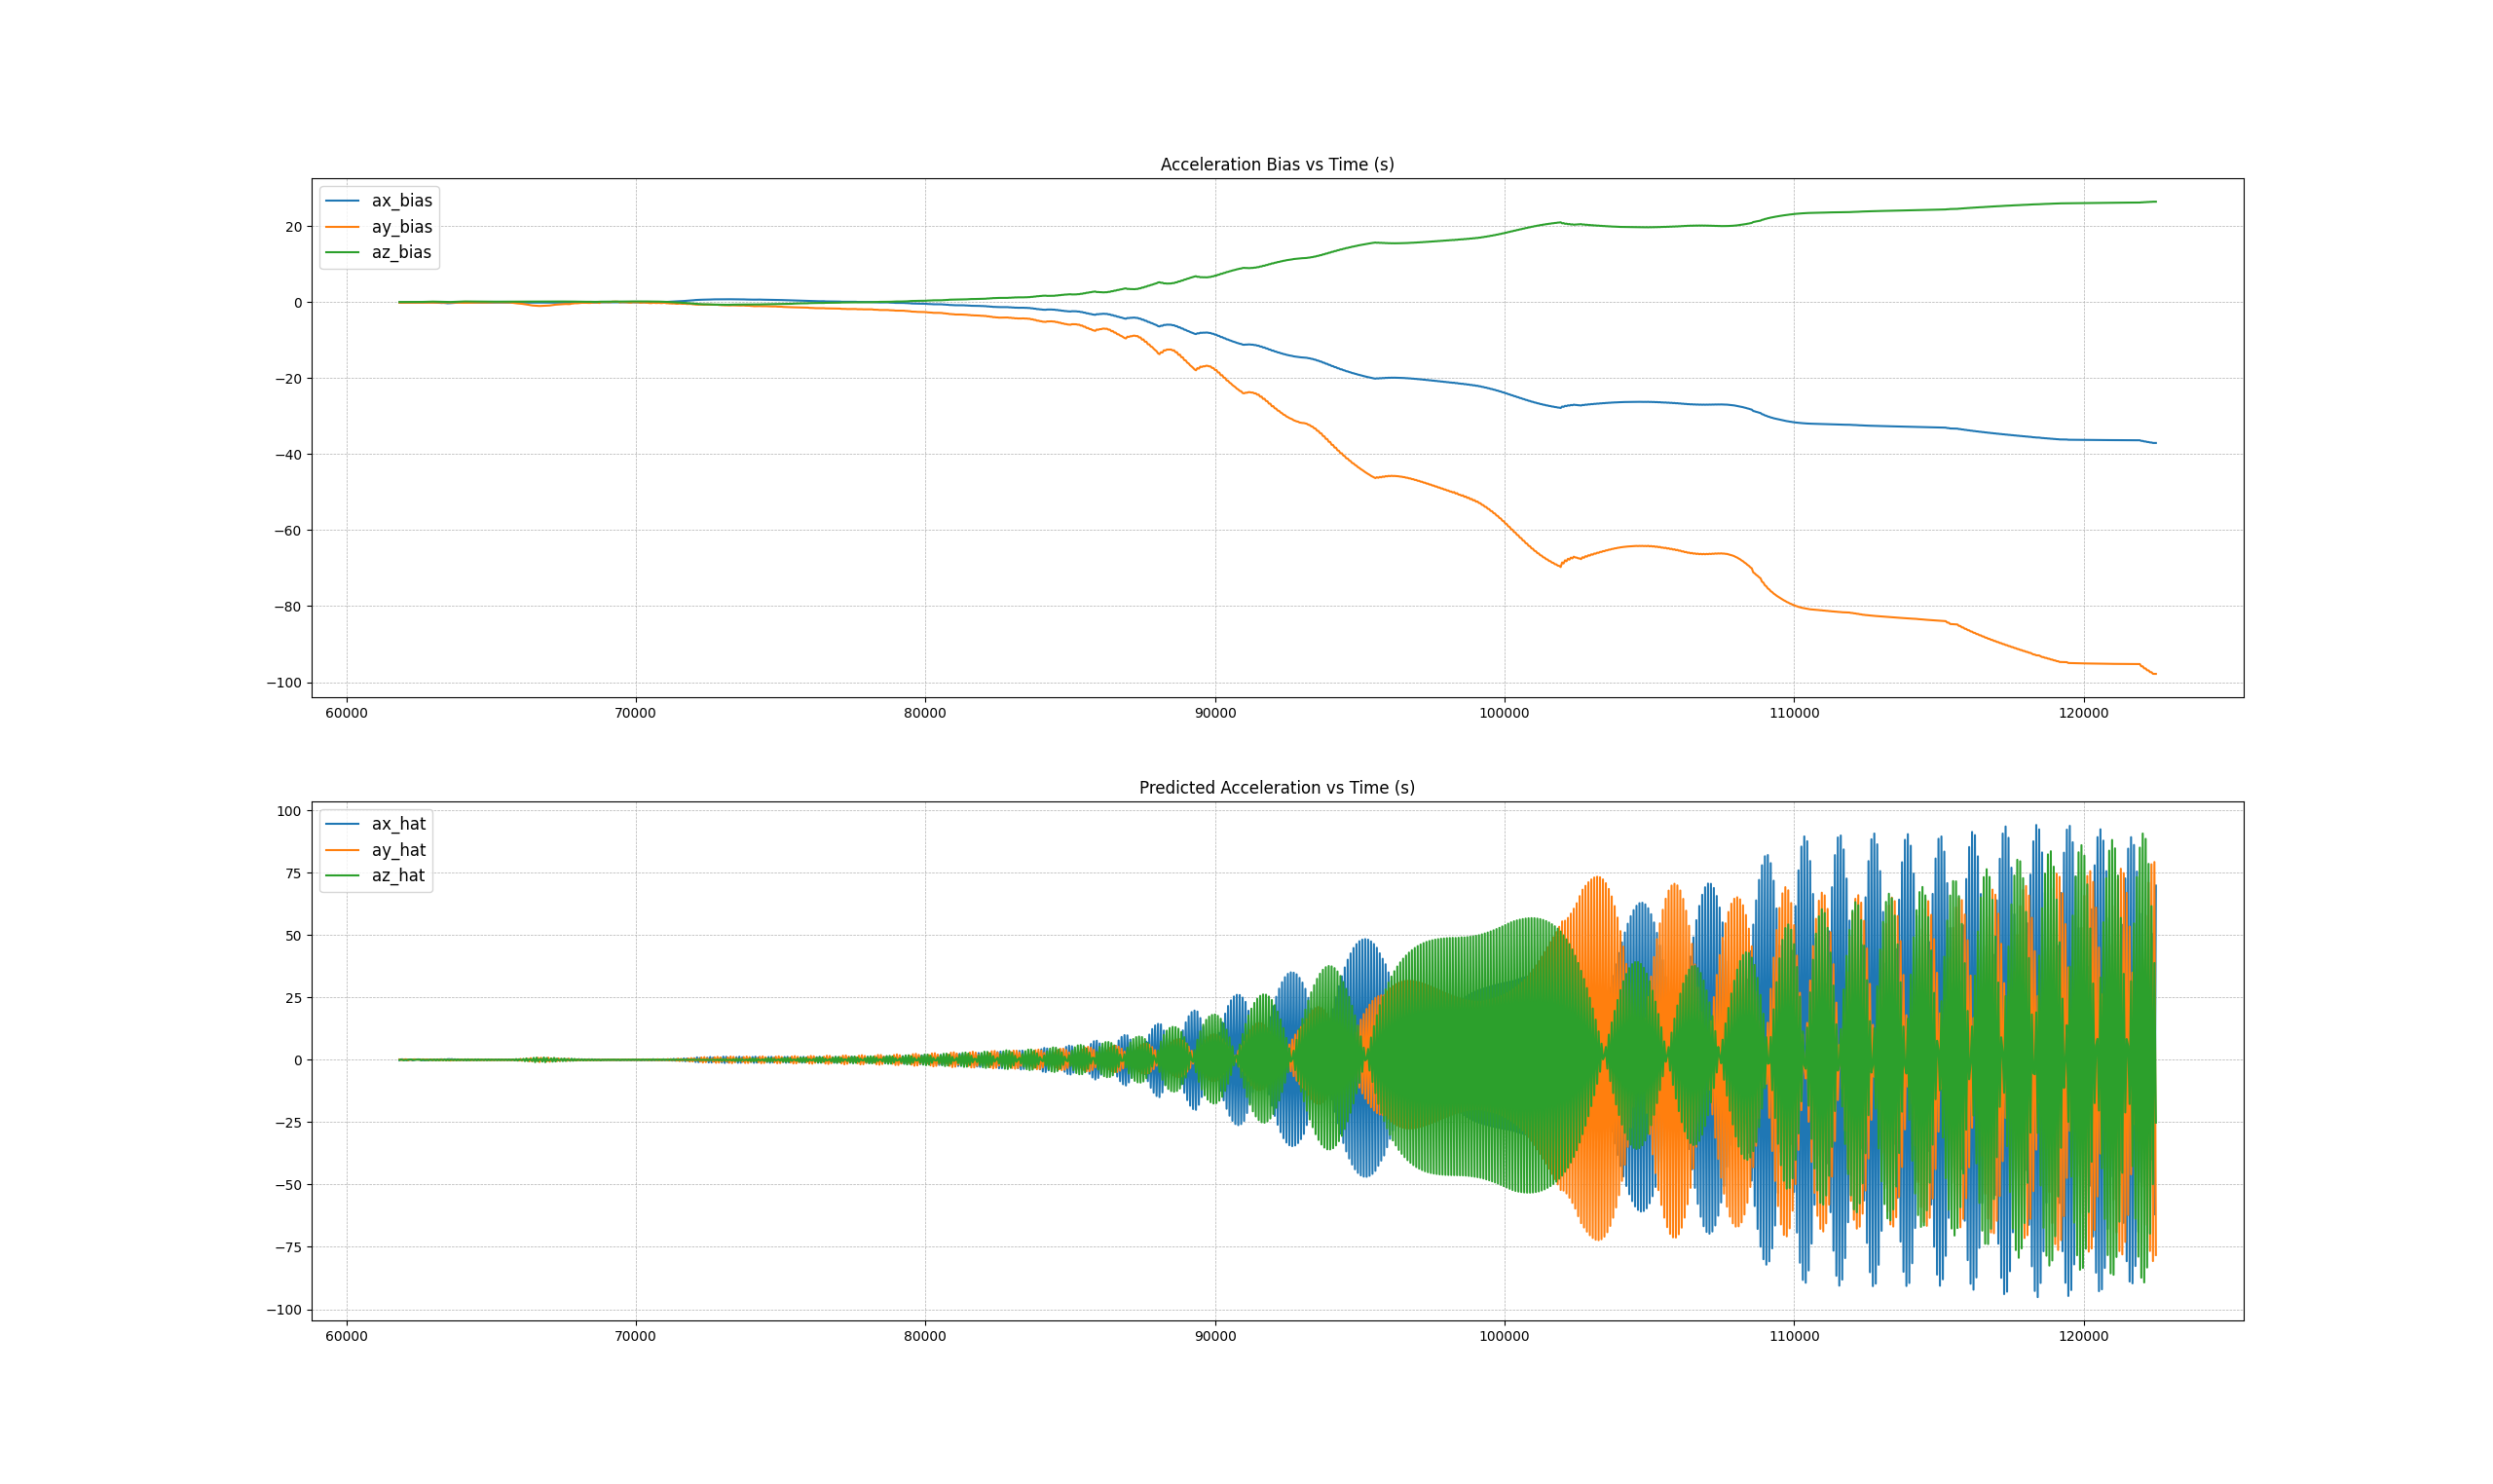 Acceleration Bias vs Time (s)
ax_bias
ay_bias
az_bias
20
0
−20
−40
−60
−80
−100
60000 70000 80000 90000 100000 110000 120000
Predicted Acceleration vs Time (s)
ax_hat
ay_hat
az_hat
100
75
50
25
0
−25
−50
−75
−100
60000 70000 80000 90000 100000 110000 120000